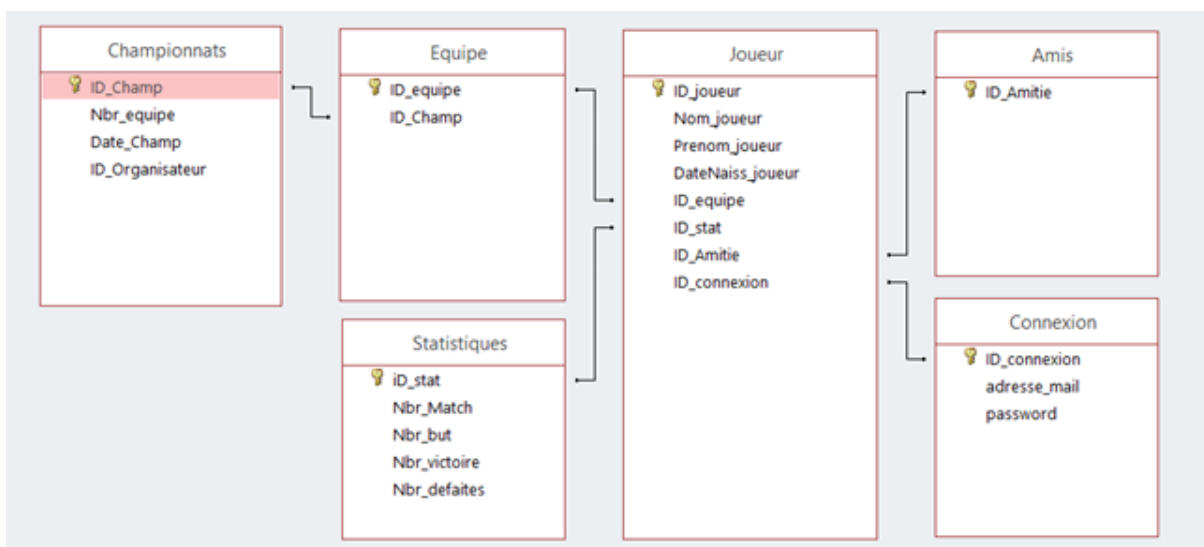 Championnats
ID_Champ
Nbr_equipe
Date_Champ
ID_Organisateur
Equipe
ID_equipe
ID_Champ
Statistiques
iD_stat
Nbr_Match
Nbr_but
Nbr_victoire
Nbr_defaites
Joueur
ID_joueur
Nom_joueur
Prenom_joueur
DateNaiss_joueur
ID_equipe
ID_stat
ID_Amitie
ID_connexion
Amis
ID_Amitie
Connexion
ID_connexion
adresse_mail
password